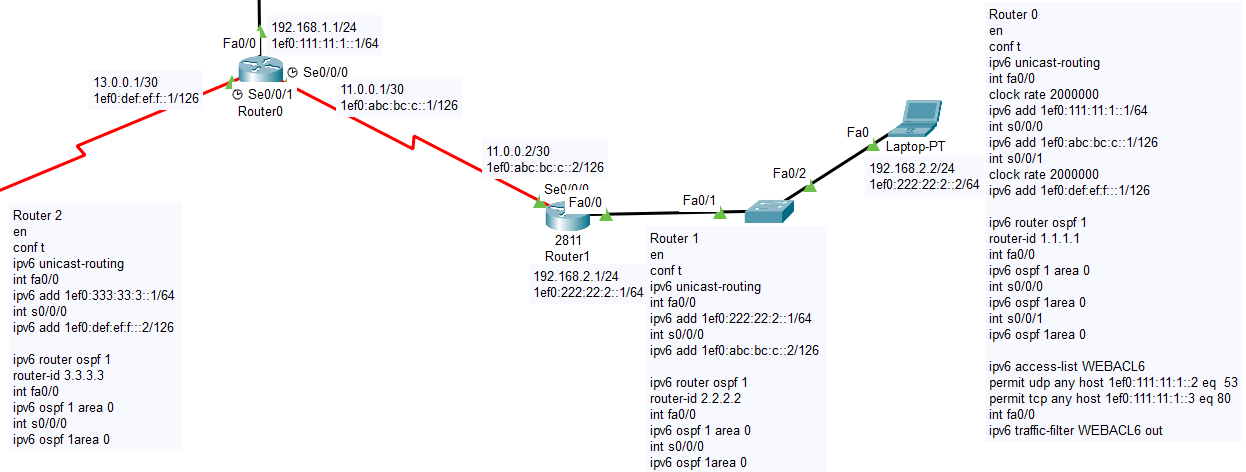 192.168.1.1/24
1ef0:111:11:1::1/64
Fa0/0
Se0/0/0
13.0.0.1/30
1ef0:def:ef:f::1/126
Se0/0/1
Router0
11.0.0.1/30
1ef0:abc:bc:c::1/126
11.0.0.2/30
1ef0:abc:bc:c::2/126
Se0/0/0
Fa0/0
2811
Router1
192.168.2.1/24
1ef0:222:22:2::1/64
Fa0/1
Fa0/2
Fa0
Laptop-PT
192.168.2.2/24
1ef0:222:22:2::2/64
Router 2
en
conf t
ipv6 unicast-routing
int fa0/0
ipv6 add 1ef0:333:33:3::1/64
int s0/0/0
ipv6 add 1ef0:def:ef:f:::2/126
ipv6 router ospf 1
router-id 3.3.3.3
int fa0/0
ipv6 ospf 1 area 0
int s0/0/0
ipv6 ospf 1area 0
Router 1
en
conf t
ipv6 unicast-routing
int fa0/0
ipv6 add 1ef0:222:22:2::1/64
int s0/0/0
ipv6 add 1ef0:abc:bc:c::2/126
ipv6 router ospf 1
router-id 2.2.2.2
int fa0/0
ipv6 ospf 1 area 0
int s0/0/0
ipv6 ospf 1area 0
Router 0
en
conf t
ipv6 unicast-routing
int fa0/0
clock rate 2000000
ipv6 add 1ef0:111:11:1::1/64
int s0/0/0
ipv6 add 1ef0:abc:bc:c::1/126
int s0/0/1
clock rate 2000000
ipv6 add 1ef0:def:ef:f:::1/126
ipv6 router ospf 1
router-id 1.1.1.1
int fa0/0
ipv6 ospf 1 area 0
int s0/0/0
ipv6 ospf 1area 0
int s0/0/1
ipv6 ospf 1area 0
ipv6 access-list WEBACL6
permit udp any host 1ef0:111:11:1::2 eq  53
permit tcp any host 1ef0:111:11:1::3 eq 80
int fa0/0
ipv6 traffic-filter WEBACL6 out